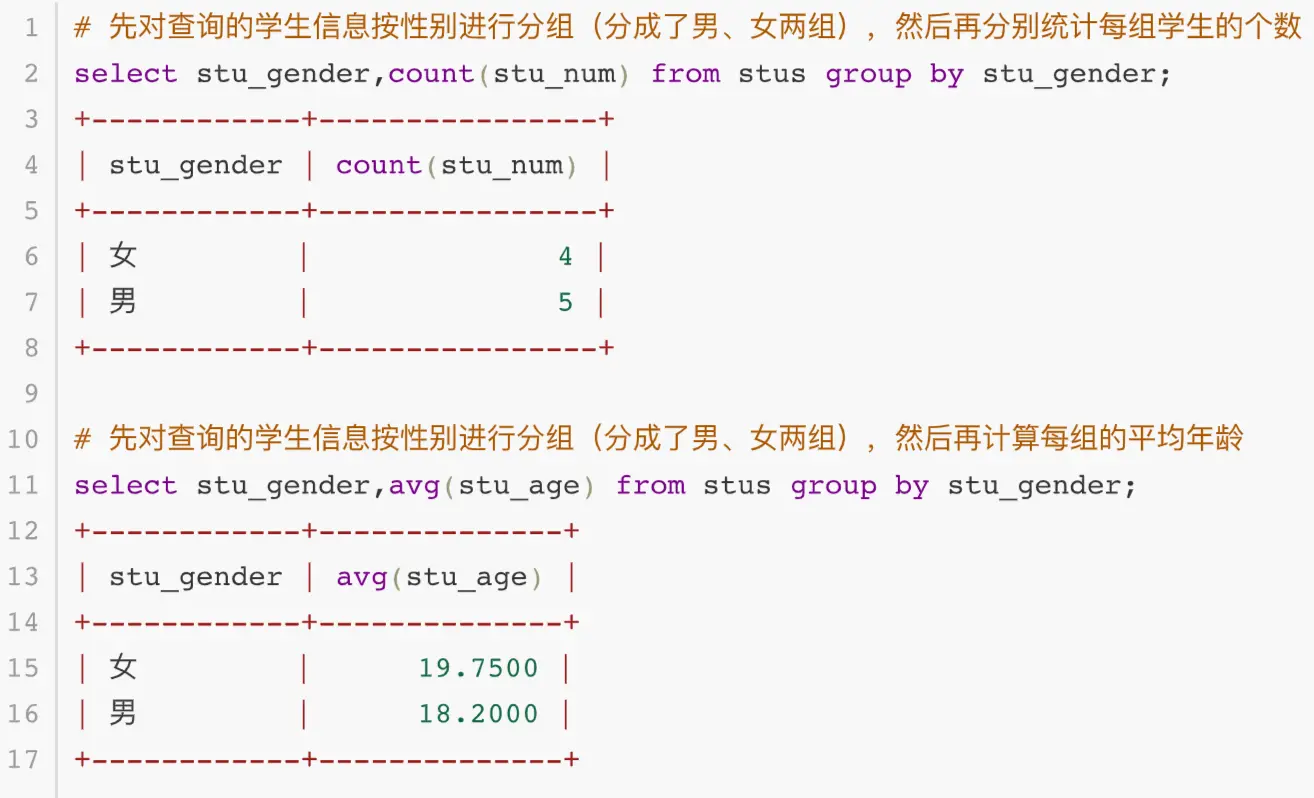 1 # 先对查询的学生信息按性别进行分组（分成了男、女两组），然后再分别统计每组学生的个数
2 select stu_gender,count(stu_num) from stus group by stu_gender;
3 +------------+----------------+
4 | stu_gender | count(stu_num) |
5 +------------+----------------+
6 | 女         |              4 |
7 | 男         |              5 |
8 +------------+----------------+
9
10 # 先对查询的学生信息按性别进行分组（分成了男、女两组），然后再计算每组的平均年龄
11 select stu_gender,avg(stu_age) from stus group by stu_gender;
12 +------------+--------------+
13 | stu_gender | avg(stu_age) |
14 +------------+--------------+
15 | 女         |      19.7500 |
16 | 男         |      18.2000 |
17 +------------+--------------+